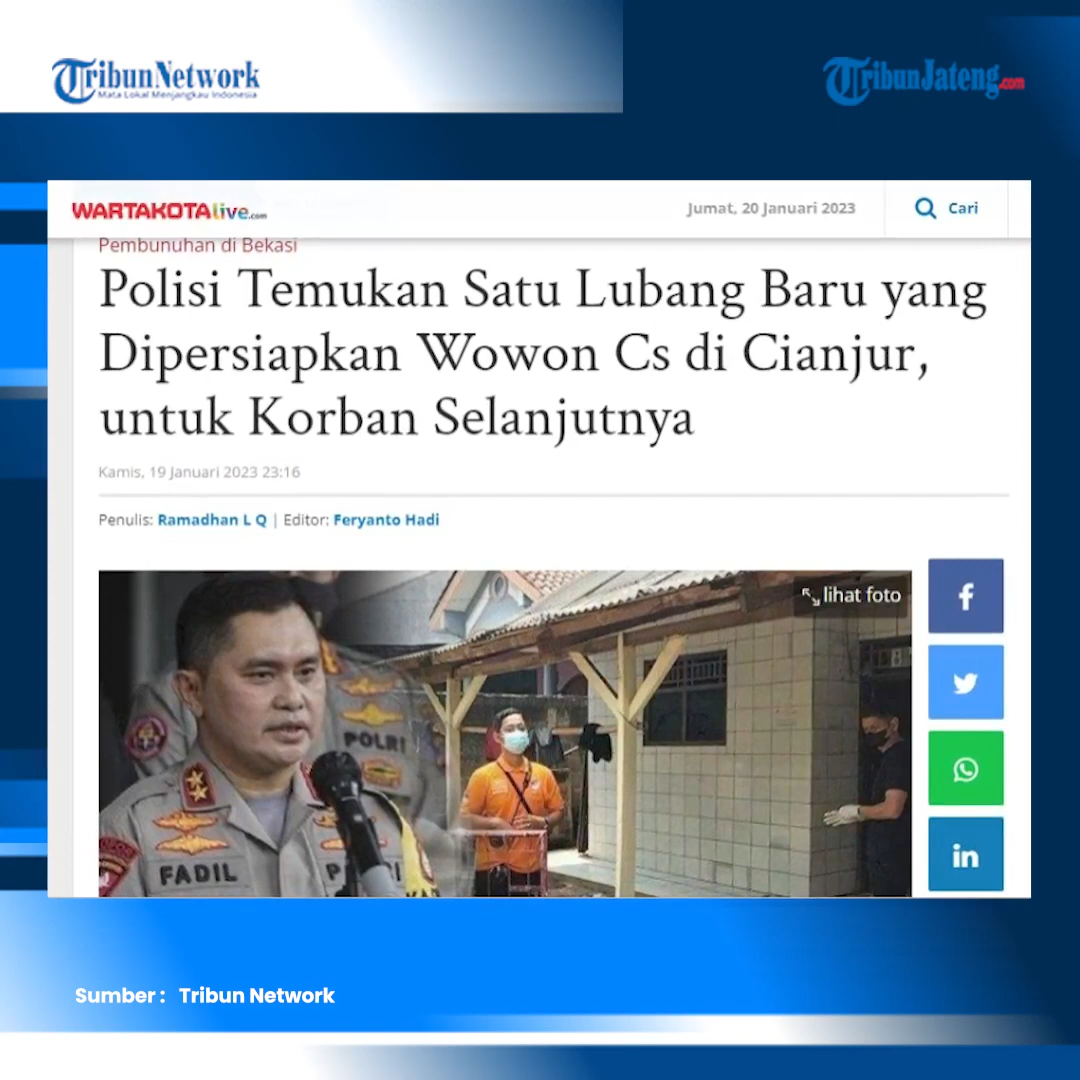 TribunNetwork
Mata Lokal Menjangkau Indonesia
TribunJateng.com
WARTAKOTAlive.com
Jumat, 20 Januari 2023
Cari
Pembunuhan di Bekasi
Polisi Temukan Satu Lubang Baru yang
Dipersiapkan Wowon Cs di Cianjur,
untuk Korban Selanjutnya
Kamis, 19 Januari 2023 23:16
Penulis: Ramadhan L Q | Editor: Feryanto Hadi
lihat foto
POLRI
FADIL
Sumber : Tribun Network